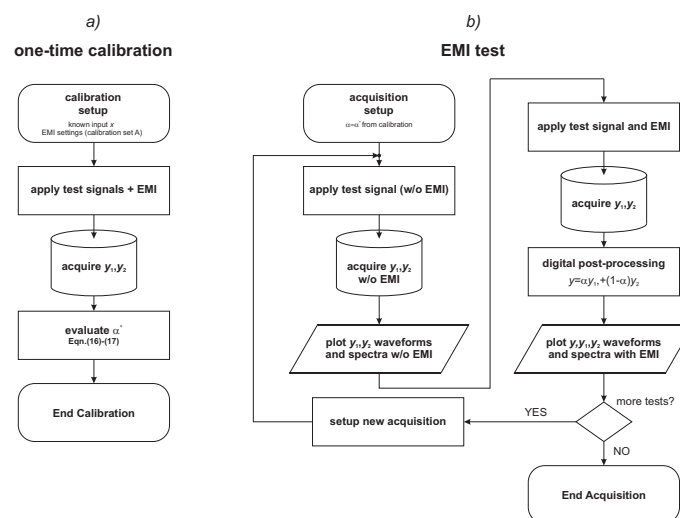 a)
one-time calibration
calibration
setup
known input x
EMI settings (calibration set A)
apply test signals + EMI
acquire y₁,y₂
evaluate α*
Eqn.(16)-(17)
End Calibration
b)
EMI test
acquisition
setup
α=α* from calibration
apply test signal (w/o EMI)
acquire y₁,y₂
w/o EMI
plot y₁,y₂ waveforms
and spectra w/o EMI
setup new acquisition
apply test signal and EMI
acquire y₁,y₂
digital post-processing
y=αy₁,+(1-α)y₂
plot y,y₁,y₂ waveforms
and spectra with EMI
more tests?
YES
NO
End Acquisition